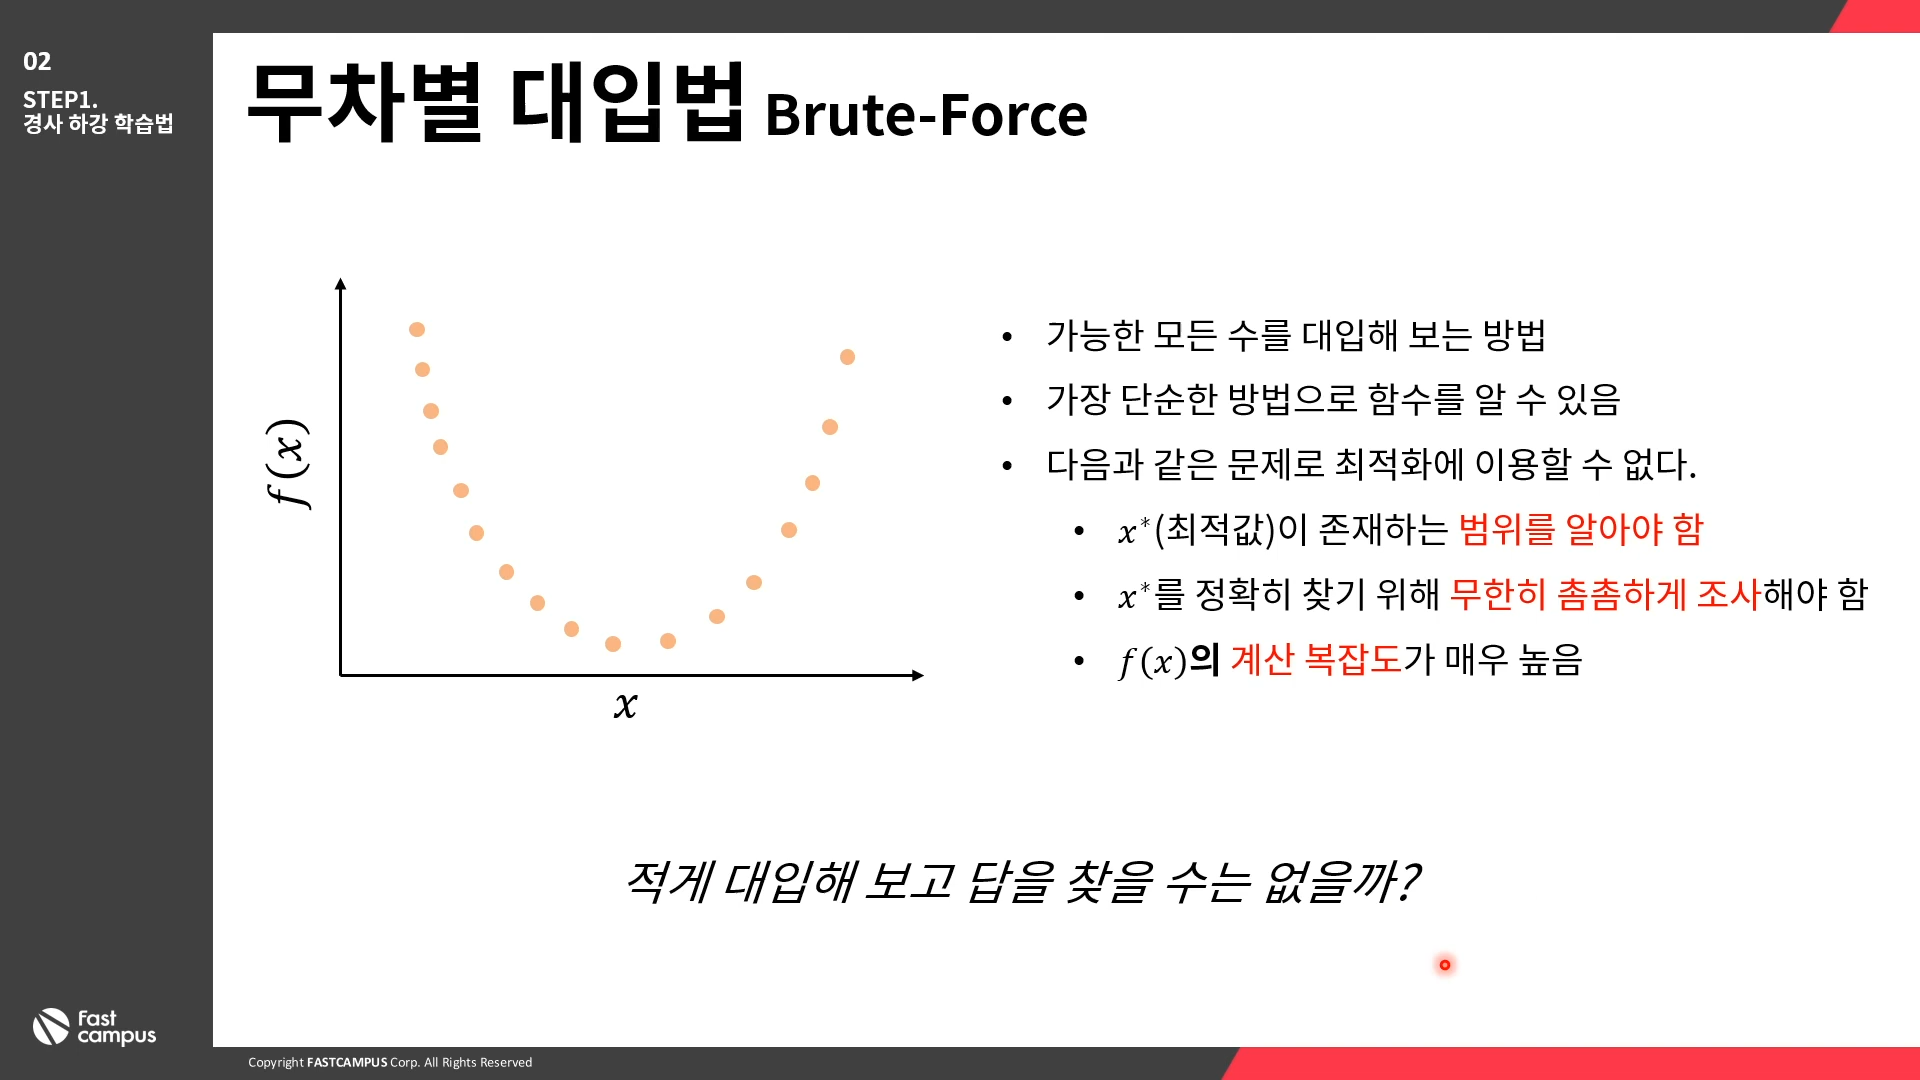 02
STEP1.
경사 하강 학습법
무차별 대입법 Brute-Force
f(x)
x
• 가능한 모든 수를 대입해 보는 방법
• 가장 단순한 방법으로 함수를 알 수 있음
• 다음과 같은 문제로 최적화에 이용할 수 없다.
• x*(최적값)이 존재하는 범위를 알아야 함
• x*를 정확히 찾기 위해 무한히 촘촘하게 조사해야 함
• f(x)의 계산 복잡도가 매우 높음
적게 대입해 보고 답을 찾을 수는 없을까?
Fast
campus
Copyright FASTCAMPUS Corp. All Rights Reserved